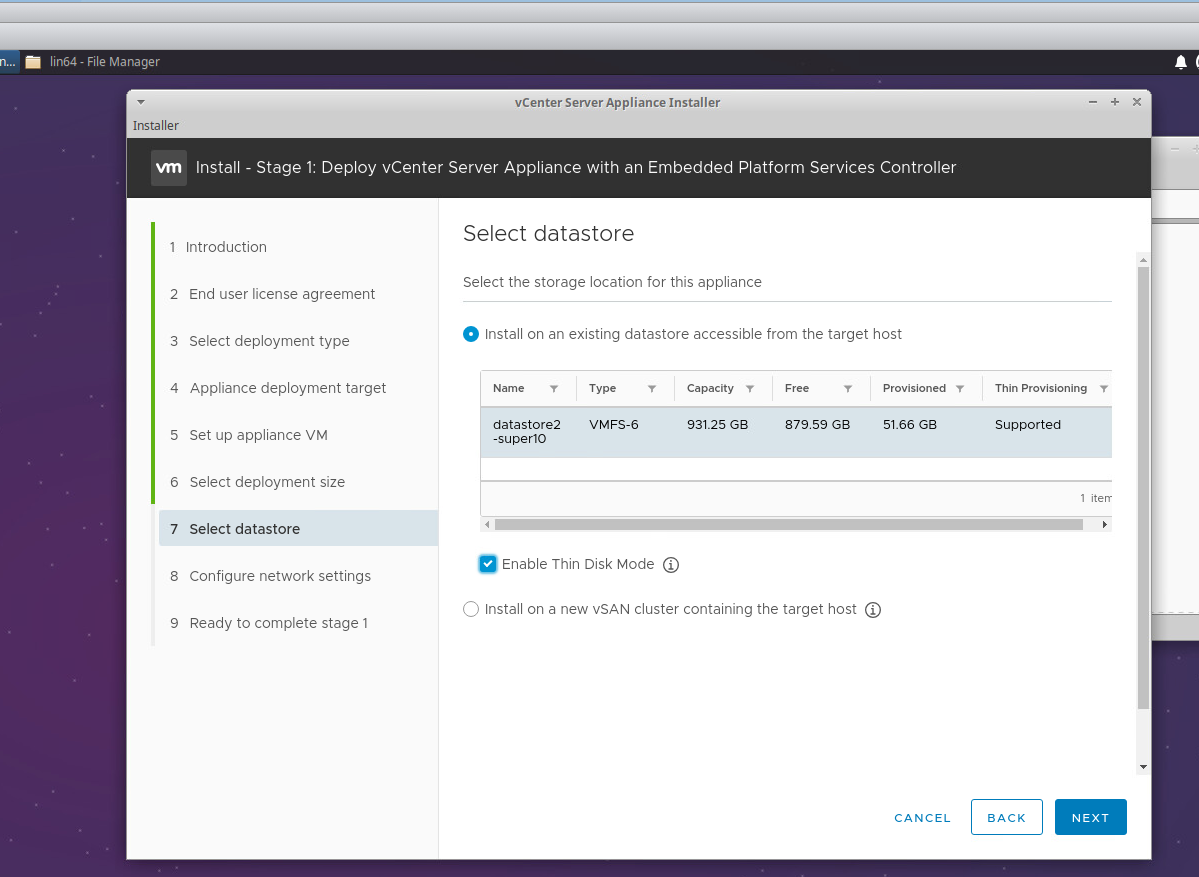 n...
lin64 - File Manager
vCenter Server Appliance Installer
Installer
vm
Install - Stage 1: Deploy vCenter Server Appliance with an Embedded Platform Services Controller
1 Introduction
2 End user license agreement
3 Select deployment type
4 Appliance deployment target
5 Set up appliance VM
6 Select deployment size
7 Select datastore
8 Configure network settings
9 Ready to complete stage 1
Select datastore
Select the storage location for this appliance
Install on an existing datastore accessible from the target host
Name Type Capacity Free Provisioned Thin Provisioning
datastore2 VMFS-6 931.25 GB 879.59 GB 51.66 GB Supported
-super10
1 item
Enable Thin Disk Mode
Install on a new vSAN cluster containing the target host
CANCEL BACK NEXT